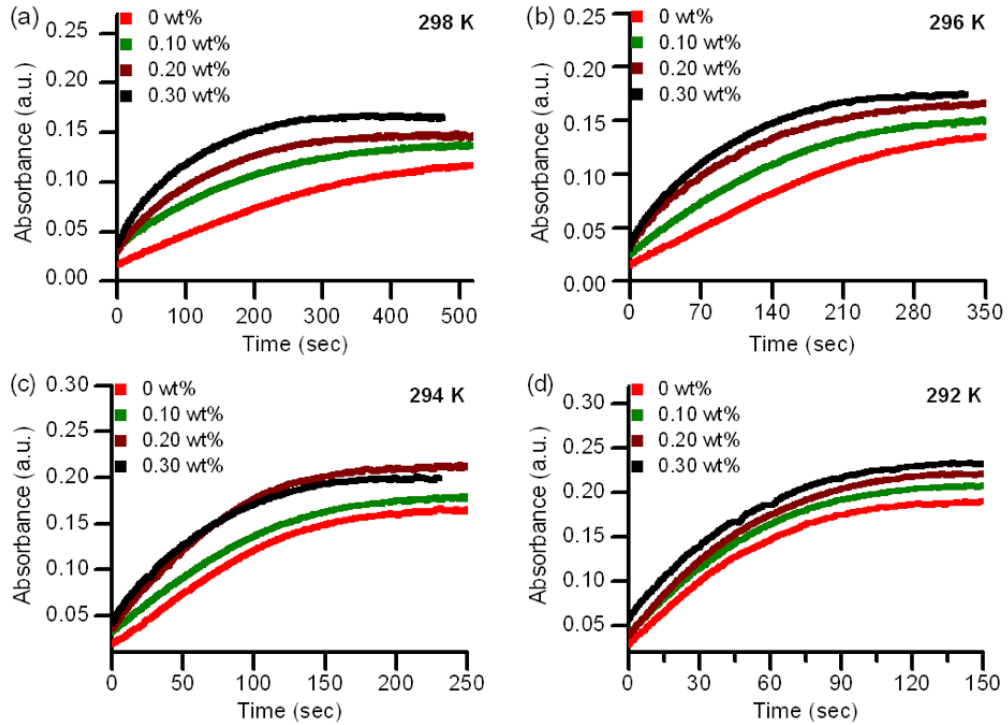 (a)
298 K
0 wt%
0.10 wt%
0.20 wt%
0.30 wt%
Absorbance (a.u.)
0.25
0.20
0.15
0.10
0.05
0.00
0 100 200 300 400 500
Time (sec)
(b)
296 K
0 wt%
0.10 wt%
0.20 wt%
0.30 wt%
Absorbance (a.u.)
0.25
0.20
0.15
0.10
0.05
0.00
0 70 140 210 280 350
Time (sec)
(c)
294 K
0 wt%
0.10 wt%
0.20 wt%
0.30 wt%
Absorbance (a.u.)
0.30
0.25
0.20
0.15
0.10
0.05
0 50 100 150 200 250
Time (sec)
(d)
292 K
0 wt%
0.10 wt%
0.20 wt%
0.30 wt%
Absorbance (a.u.)
0.30
0.25
0.20
0.15
0.10
0.05
0 30 60 90 120 150
Time (sec)